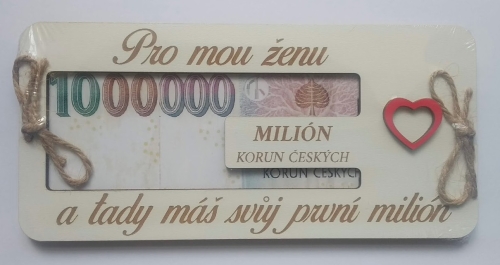 Pro mou ženu
1000000
MILIÓN
KORUN ČESKÝCH
KORUN ČESKÝCH
a tady máš svůj první milión